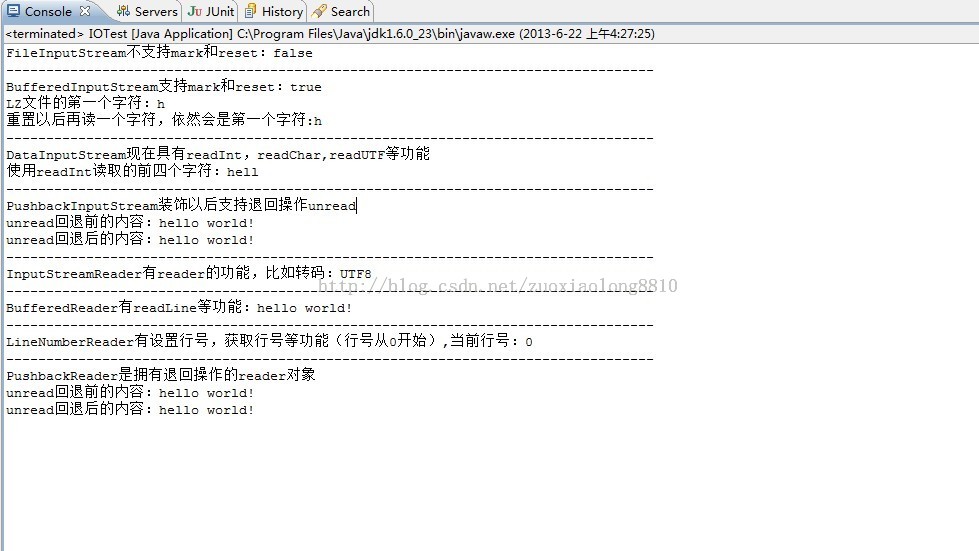 Console Servers JUnit History Search
<terminated> IOTest [Java Application] C:\Program Files\Java\jdk1.6.0_23\bin\javaw.exe (2013-6-22 上午4:27:25)
FileInputStream不支持mark和reset：false
--------------------------------------------------------------------------------
BufferedInputStream支持mark和reset：true
LZ文件的第一个字符：h
重置以后再读一个字符，依然会是第一个字符:h
--------------------------------------------------------------------------------
DataInputStream现在具有readInt，readChar,readUTF等功能
使用readInt读取的前四个字符：hell
--------------------------------------------------------------------------------
PushbackInputStream装饰以后支持退回操作unread
unread回退前的内容：hello world!
unread回退后的内容：hello world!
--------------------------------------------------------------------------------
InputStreamReader有reader的功能，比如转码：UTF8
http://blog.csdn.net/zuoxiaolong8810
--------------------------------------------------------------------------------
BufferedReader有readLine等功能：hello world!
--------------------------------------------------------------------------------
LineNumberReader有设置行号，获取行号等功能（行号从0开始）,当前行号：0
--------------------------------------------------------------------------------
PushbackReader是拥有退回操作的reader对象
unread回退前的内容：hello world!
unread回退后的内容：hello world!